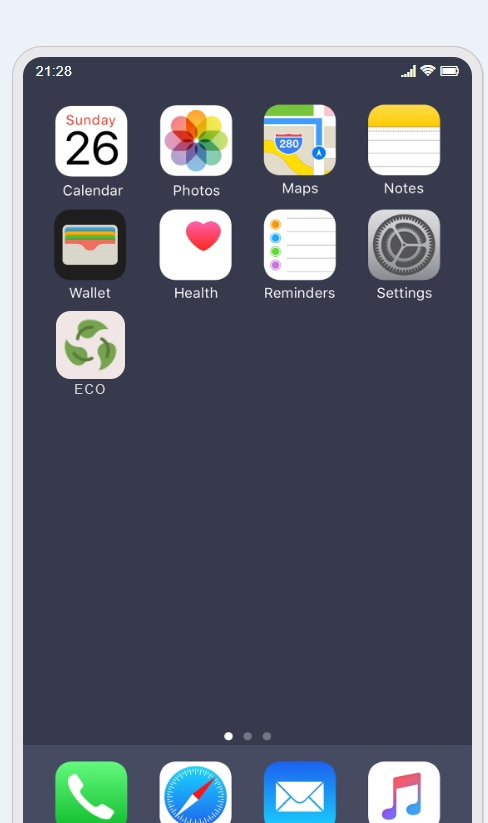 21:28
Sunday
26
Calendar
Photos
280
Maps
Notes
Wallet
Health
Reminders
Settings
ECO